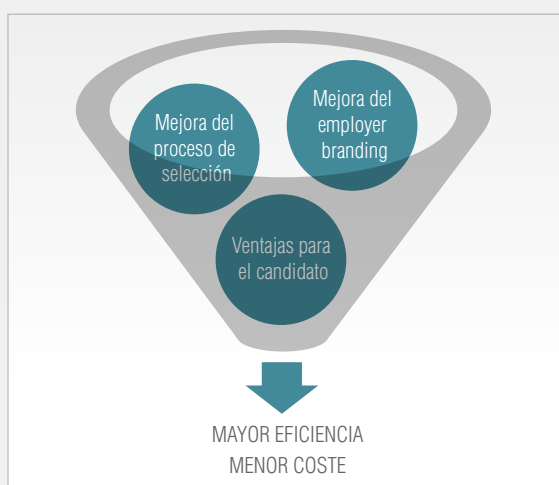 Mejora del
proceso de
selección
Mejora del
employer
branding
Ventajas para
el candidato
MAYOR EFICIENCIA
MENOR COSTE